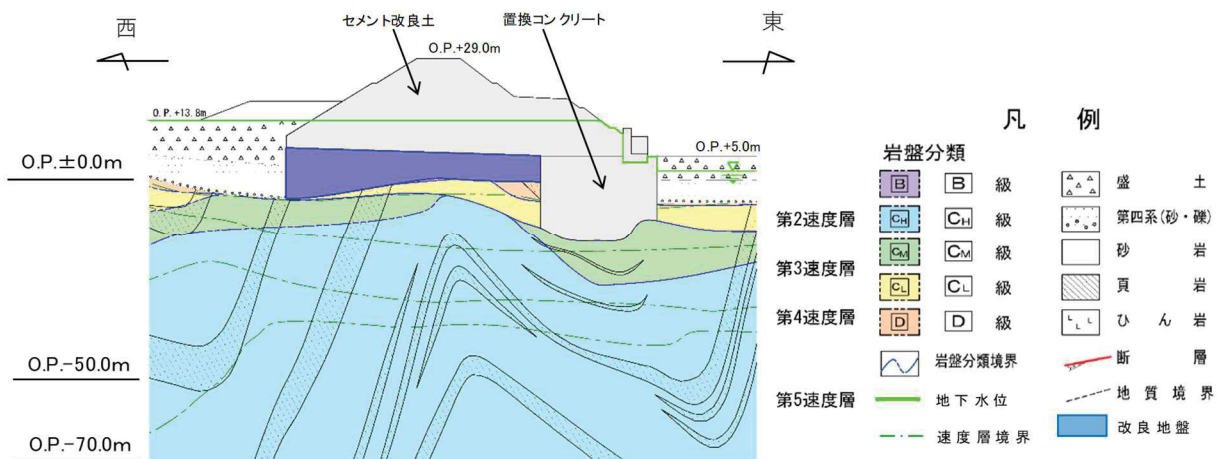 セメント改良土
置換コンクリート
西
東
O.P.+29.0m
O.P.+13.8m
O.P.+5.0m
O.P.±0.0m
O.P.-50.0m
O.P.-70.0m
第2速度層
第3速度層
第4速度層
第5速度層
凡 例
岩盤分類
B B 級
CH CH 級
CM CM 級
CL CL 級
D D 級
岩盤分類境界
地下水位
速度層境界
盛 土
第四系(砂・礫)
砂 岩
頁 岩
ひ ん 岩
断 層
地質境界
改良地盤